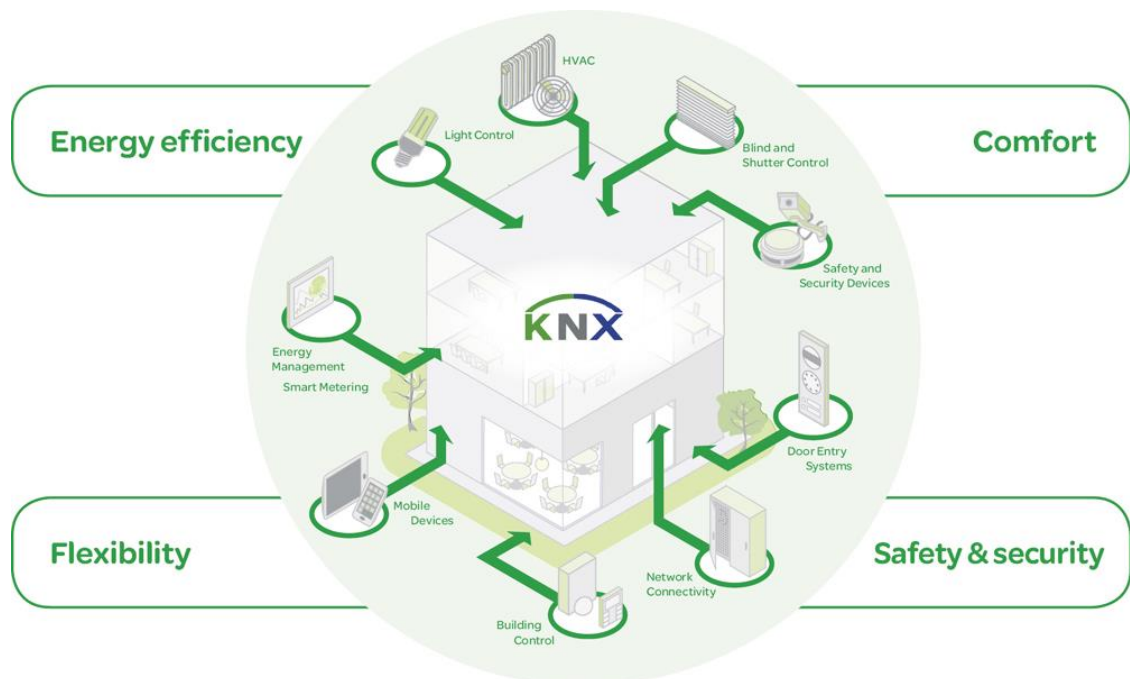 HVAC
Energy efficiency
Light Control
Blind and
Shutter Control
Comfort
Safety and
Security Devices
KNX
Energy
Management
Smart Metering
Door Entry
Systems
Mobile
Devices
Flexibility
Safety & security
Network
Connectivity
Building
Control